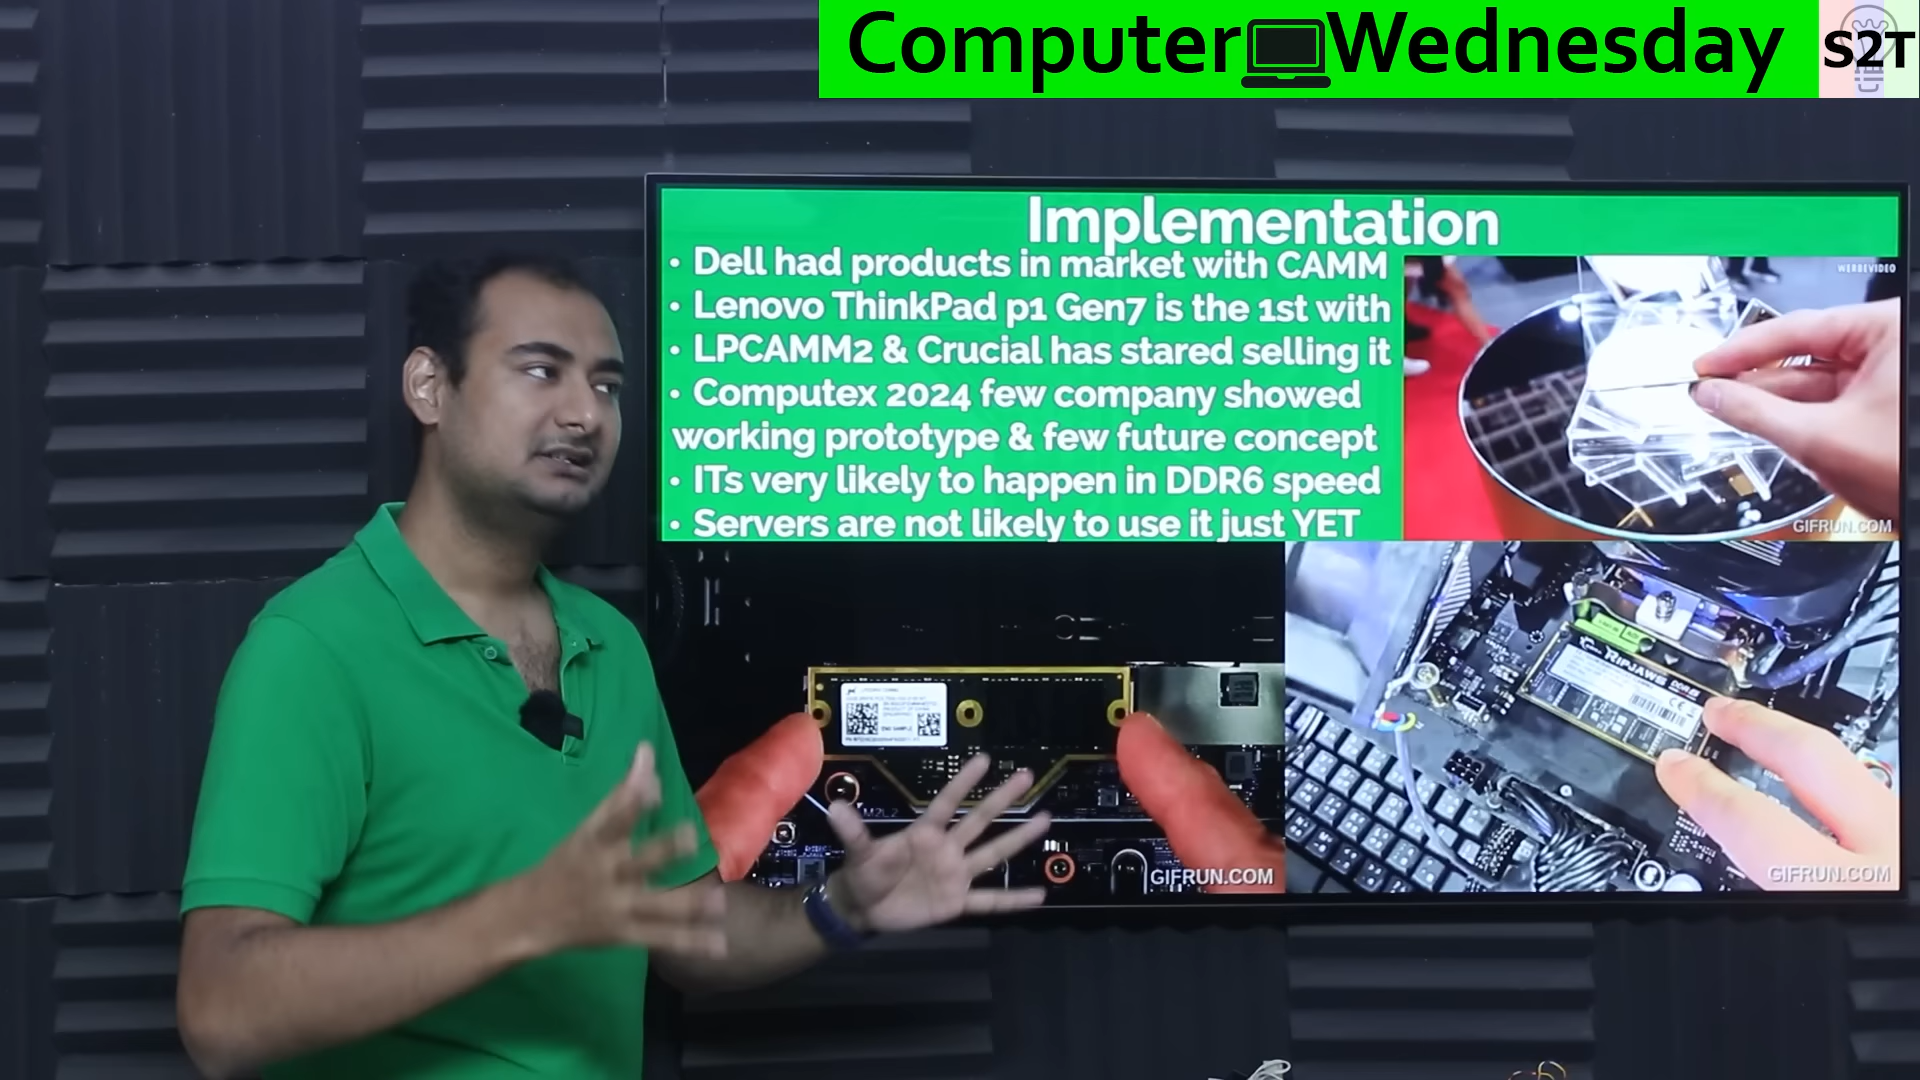 Computer Wednesday
S2T
Implementation
• Dell had products in market with CAMM
• Lenovo ThinkPad p1 Gen7 is the 1st with
• LPCAMM2 & Crucial has stared selling it
• Computex 2024 few company showed
working prototype & few future concept
• ITs very likely to happen in DDR6 speed
• Servers are not likely to use it just YET
WERBEVIDEO
GIFRUN.COM
RIPJAWS DDR5
GIFRUN.COM
GIFRUN.COM